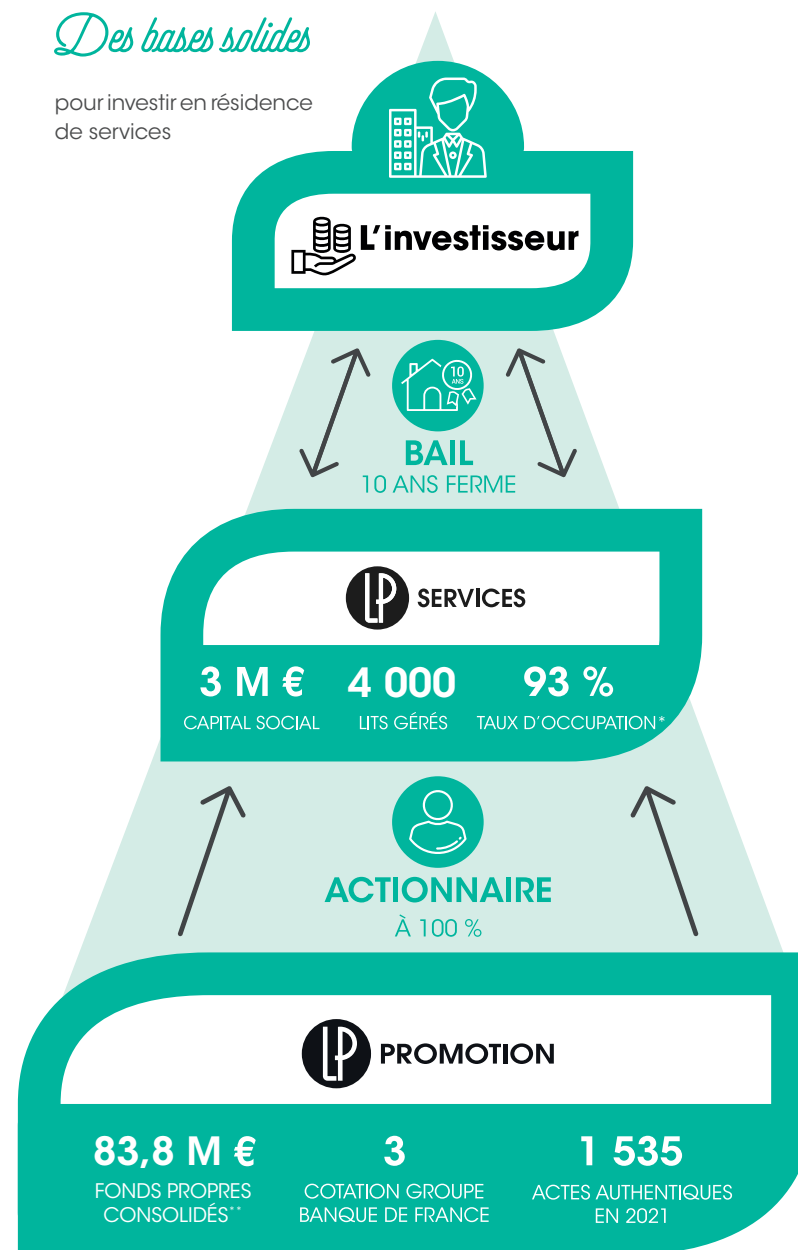 Des bases solides
pour investir en résidence
de services
L'investisseur
10
ANS
BAIL
10 ANS FERME
LP SERVICES
3 M € 4 000 93 %
CAPITAL SOCIAL LITS GÉRÉS TAUX D'OCCUPATION*
ACTIONNAIRE
À 100 %
LP PROMOTION
83,8 M € 3 1 535
FONDS PROPRES COTATION GROUPE ACTES AUTHENTIQUES
CONSOLIDÉS** BANQUE DE FRANCE EN 2021